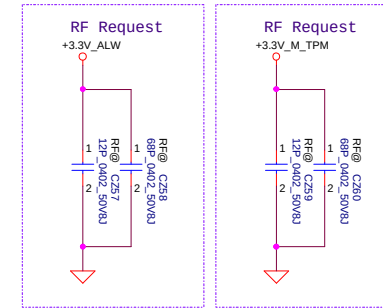 RF Request
+3.3V_ALW
1
2
RF@ CZ57
12P_0402_50V8J
1
2
RF@ CZ58
68P_0402_50V8J
RF Request
+3.3V_M_TPM
1
2
RF@ CZ59
12P_0402_50V8J
1
2
RF@ CZ60
68P_0402_50V8J